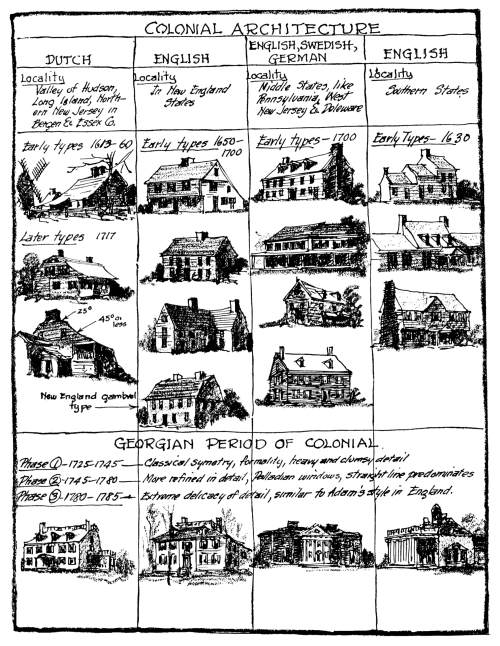 COLONIAL ARCHITECTURE
DUTCH
Locality
Valley of Hudson,
Long Island, North-
ern New Jersey in
Bergen & Essex Co.
Early types 1613-60
Later types 1717
25°
45° or
less
ENGLISH
Locality
In New England
States
Early types 1650-
1700
New England gambrel
type
ENGLISH, SWEDISH,
GERMAN
Locality
Middle States, like
Pennsylvania, West
New Jersey & Deleware
Early types - 1700
ENGLISH
Locality
Southern States
Early Types - 1630
GEORGIAN PERIOD OF COLONIAL
Phase 1 - 1725-1745 - Classical symetry, formality, heavy and clumsy detail
Phase 2 - 1745-1780 - More refined in detail, Palladian windows, straight line predominates
Phase 3 - 1780-1785 - Extreme delicacy of detail, similar to Adam's style in England.